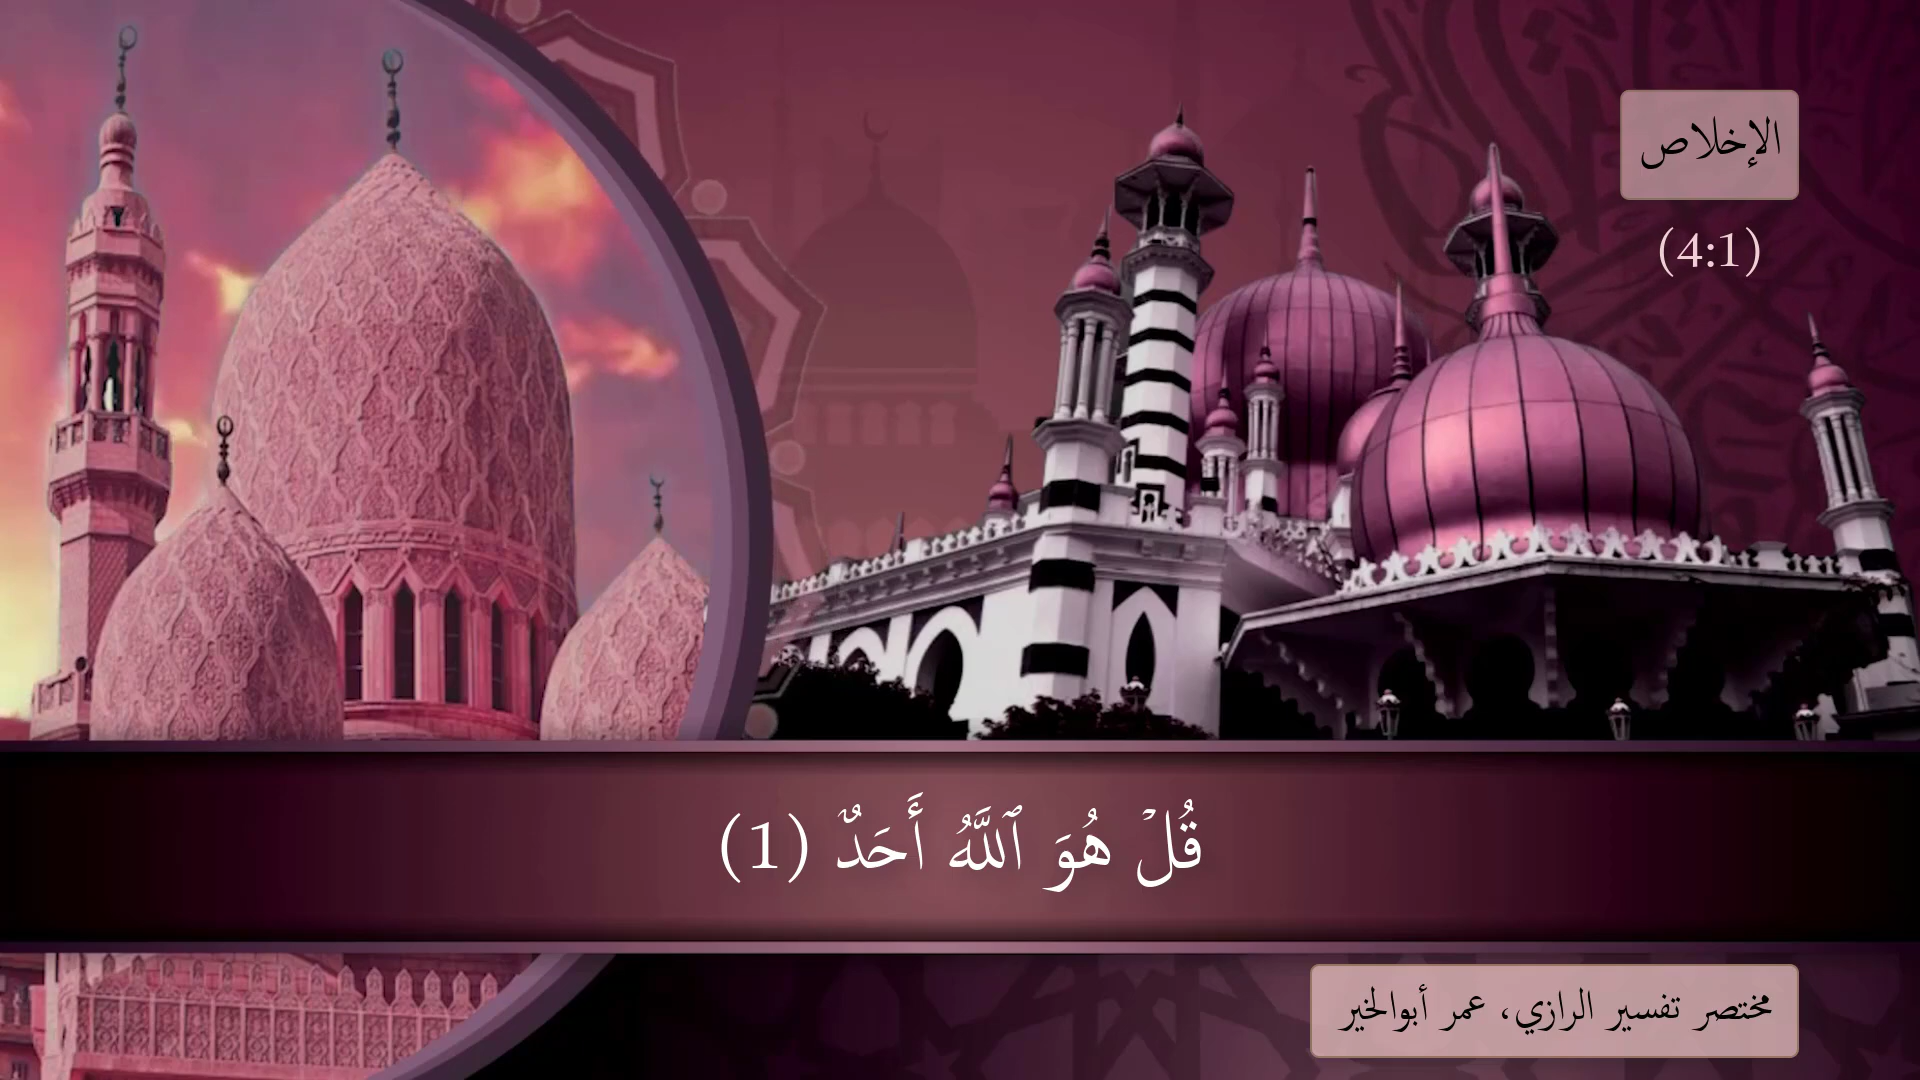 الإخلاص
(4:1)
قُلۡ هُوَ ٱللَّهُ أَحَدٌ (1)
مختصر تفسير الرازي، عمر أبوالخير